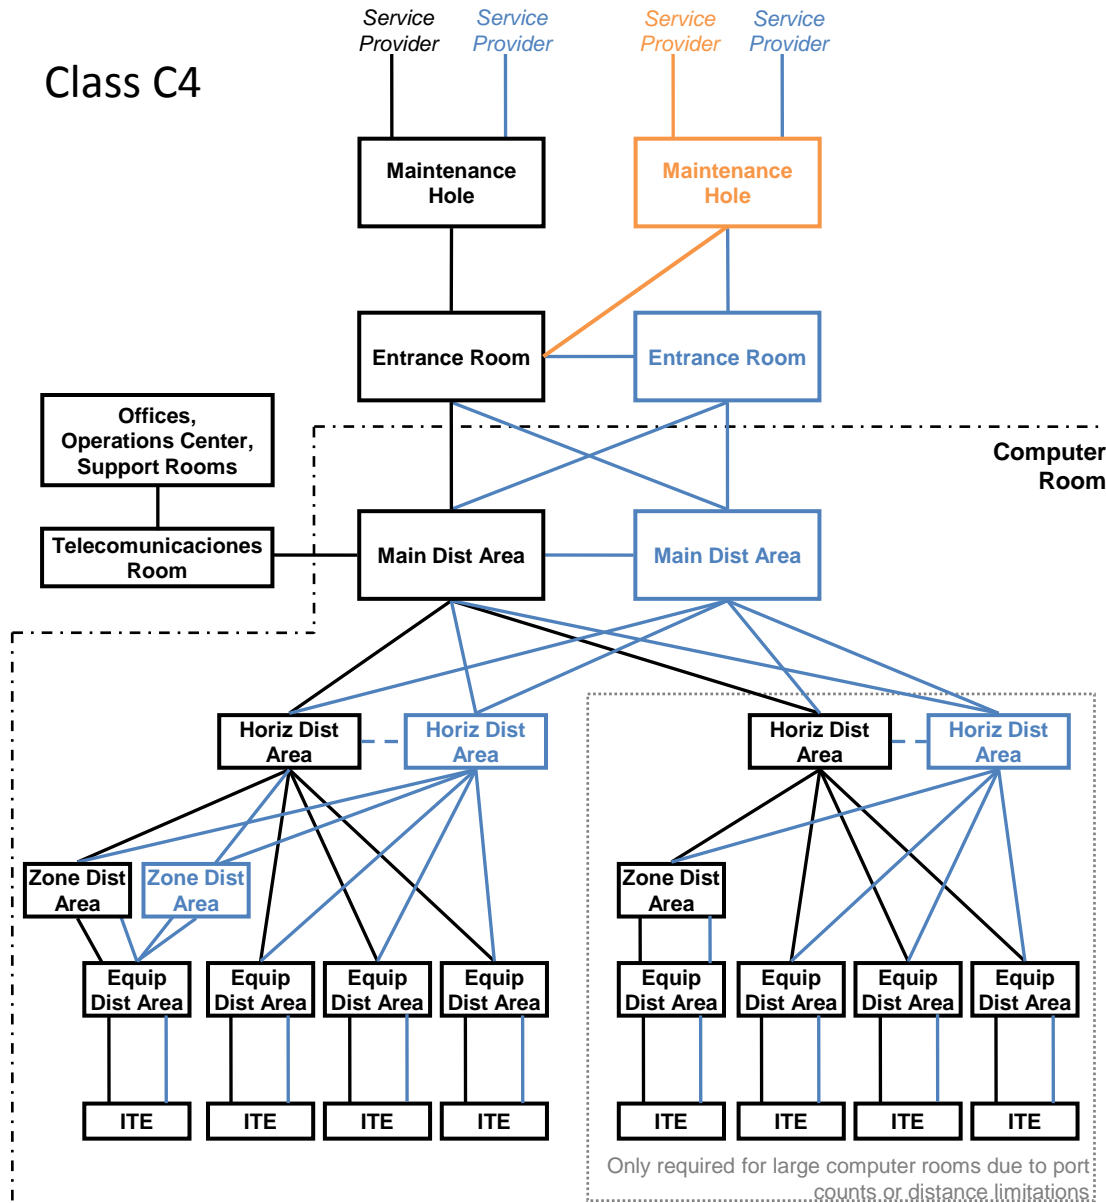 Service
Provider
Service
Provider
Service
Provider
Service
Provider
Class C4
Maintenance
Hole
Maintenance
Hole
Entrance Room
Entrance Room
Offices,
Operations Center,
Support Rooms
Computer
Room
Telecomunicaciones
Room
Main Dist Area
Main Dist Area
Horiz Dist
Area
Horiz Dist
Area
Horiz Dist
Area
Horiz Dist
Area
Zone Dist
Area
Zone Dist
Area
Zone Dist
Area
Equip
Dist Area
Equip
Dist Area
Equip
Dist Area
Equip
Dist Area
Equip
Dist Area
Equip
Dist Area
Equip
Dist Area
Equip
Dist Area
ITE
ITE
ITE
ITE
ITE
ITE
ITE
ITE
Only required for large computer rooms due to port
counts or distance limitations